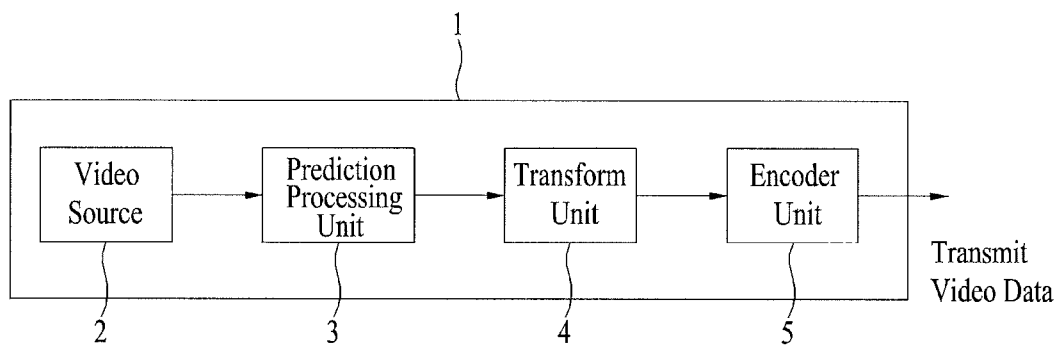 1
Video
Source
Prediction
Processing
Unit
Transform
Unit
Encoder
Unit
Transmit
Video Data
2
3
4
5